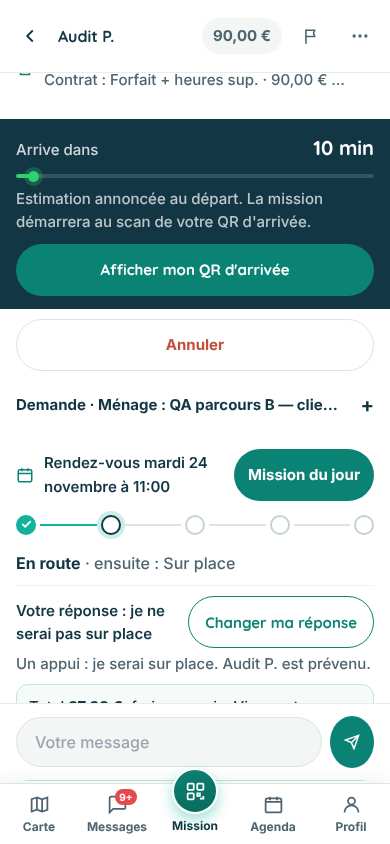 Audit P.
90,00 €
Contrat : Forfait + heures sup. · 90,00 € ...
Arrive dans
10 min
Estimation annoncée au départ. La mission
démarrera au scan de votre QR d'arrivée.
Afficher mon QR d'arrivée
Annuler
Demande · Ménage : QA parcours B — clie...
+
Rendez-vous mardi 24
novembre à 11:00
Mission du jour
En route · ensuite : Sur place
Votre réponse : je ne
serai pas sur place
Changer ma réponse
Un appui : je serai sur place. Audit P. est prévenu.
Votre message
9+
Carte
Messages
Mission
Agenda
Profil